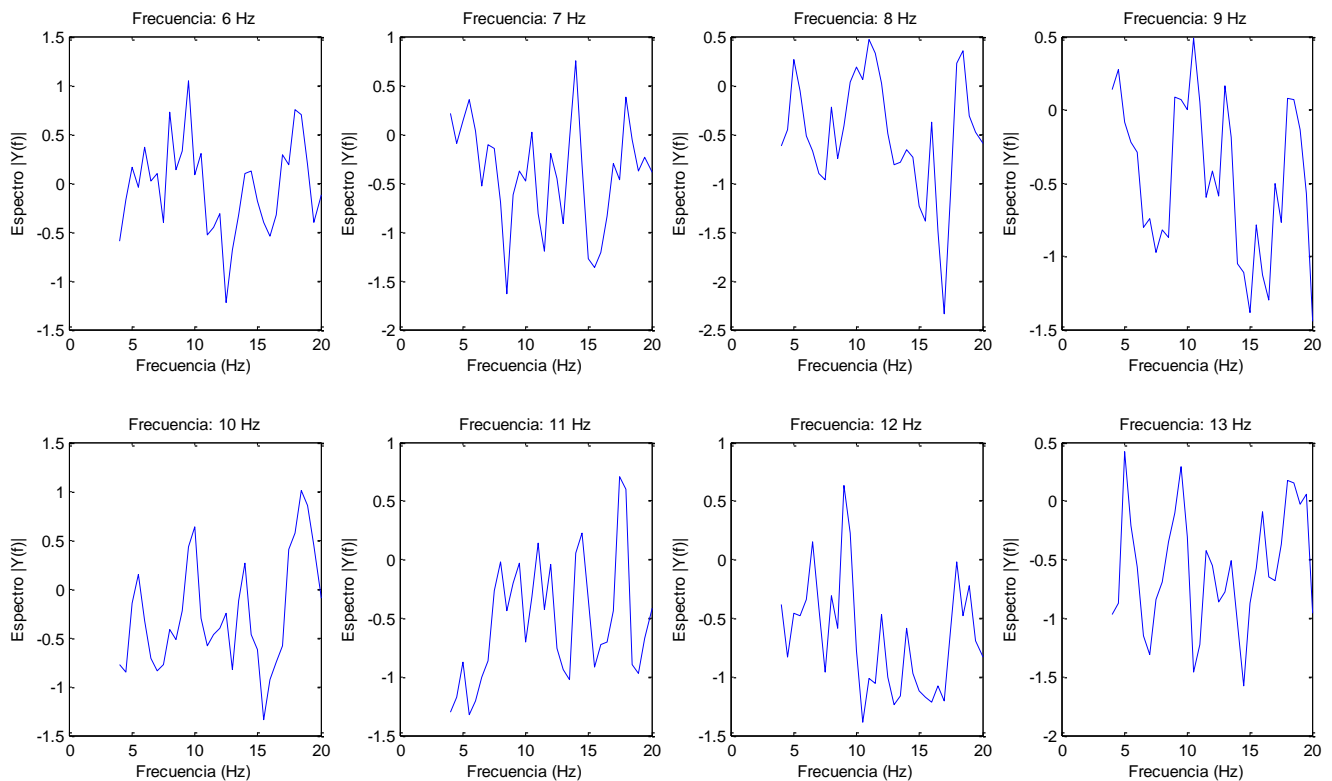 Frecuencia: 6 Hz
1.5
1
0.5
0
-0.5
-1
-1.5
0 5 10 15 20
Espectro |Y(f)|
Frecuencia (Hz)
Frecuencia: 7 Hz
1
0.5
0
-0.5
-1
-1.5
-2
0 5 10 15 20
Espectro |Y(f)|
Frecuencia (Hz)
Frecuencia: 8 Hz
0.5
0
-0.5
-1
-1.5
-2
-2.5
0 5 10 15 20
Espectro |Y(f)|
Frecuencia (Hz)
Frecuencia: 9 Hz
0.5
0
-0.5
-1
-1.5
0 5 10 15 20
Espectro |Y(f)|
Frecuencia (Hz)
Frecuencia: 10 Hz
1.5
1
0.5
0
-0.5
-1
-1.5
0 5 10 15 20
Espectro |Y(f)|
Frecuencia (Hz)
Frecuencia: 11 Hz
1
0.5
0
-0.5
-1
-1.5
0 5 10 15 20
Espectro |Y(f)|
Frecuencia (Hz)
Frecuencia: 12 Hz
1
0.5
0
-0.5
-1
-1.5
0 5 10 15 20
Espectro |Y(f)|
Frecuencia (Hz)
Frecuencia: 13 Hz
0.5
0
-0.5
-1
-1.5
-2
0 5 10 15 20
Espectro |Y(f)|
Frecuencia (Hz)